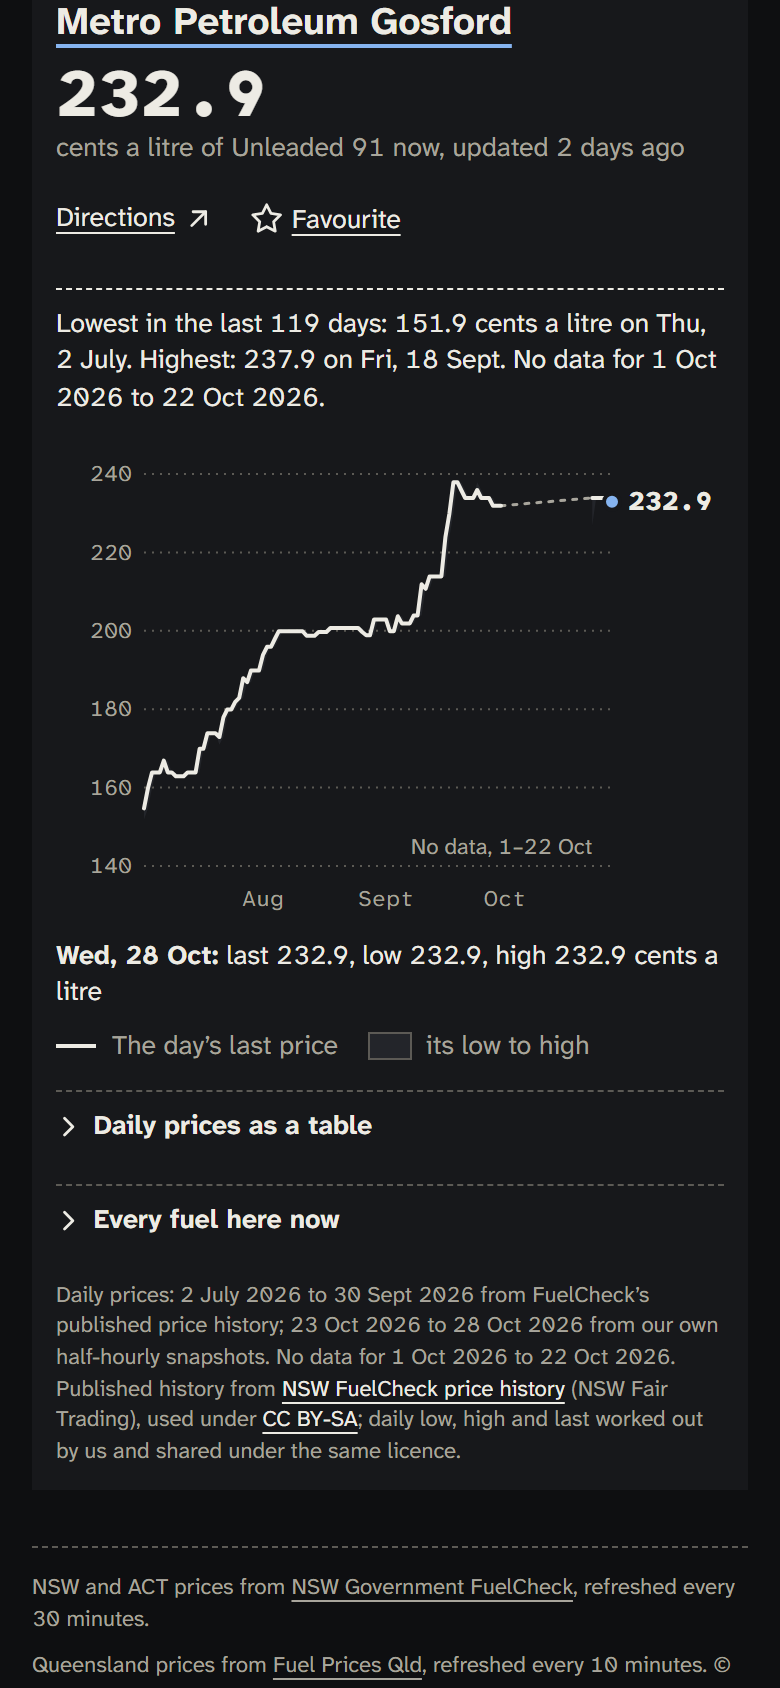 Metro Petroleum Gosford
232.9
cents a litre of Unleaded 91 now, updated 2 days ago
Directions
Favourite
Lowest in the last 119 days: 151.9 cents a litre on Thu,
2 July. Highest: 237.9 on Fri, 18 Sept. No data for 1 Oct
2026 to 22 Oct 2026.
240
232.9
220
200
180
160
No data, 1–22 Oct
140
Aug Sept Oct
Wed, 28 Oct: last 232.9, low 232.9, high 232.9 cents a
litre
The day’s last price
its low to high
Daily prices as a table
Every fuel here now
Daily prices: 2 July 2026 to 30 Sept 2026 from FuelCheck’s
published price history; 23 Oct 2026 to 28 Oct 2026 from our own
half-hourly snapshots. No data for 1 Oct 2026 to 22 Oct 2026.
Published history from NSW FuelCheck price history (NSW Fair
Trading), used under CC BY-SA; daily low, high and last worked out
by us and shared under the same licence.
NSW and ACT prices from NSW Government FuelCheck, refreshed every
30 minutes.
Queensland prices from Fuel Prices Qld, refreshed every 10 minutes. ©